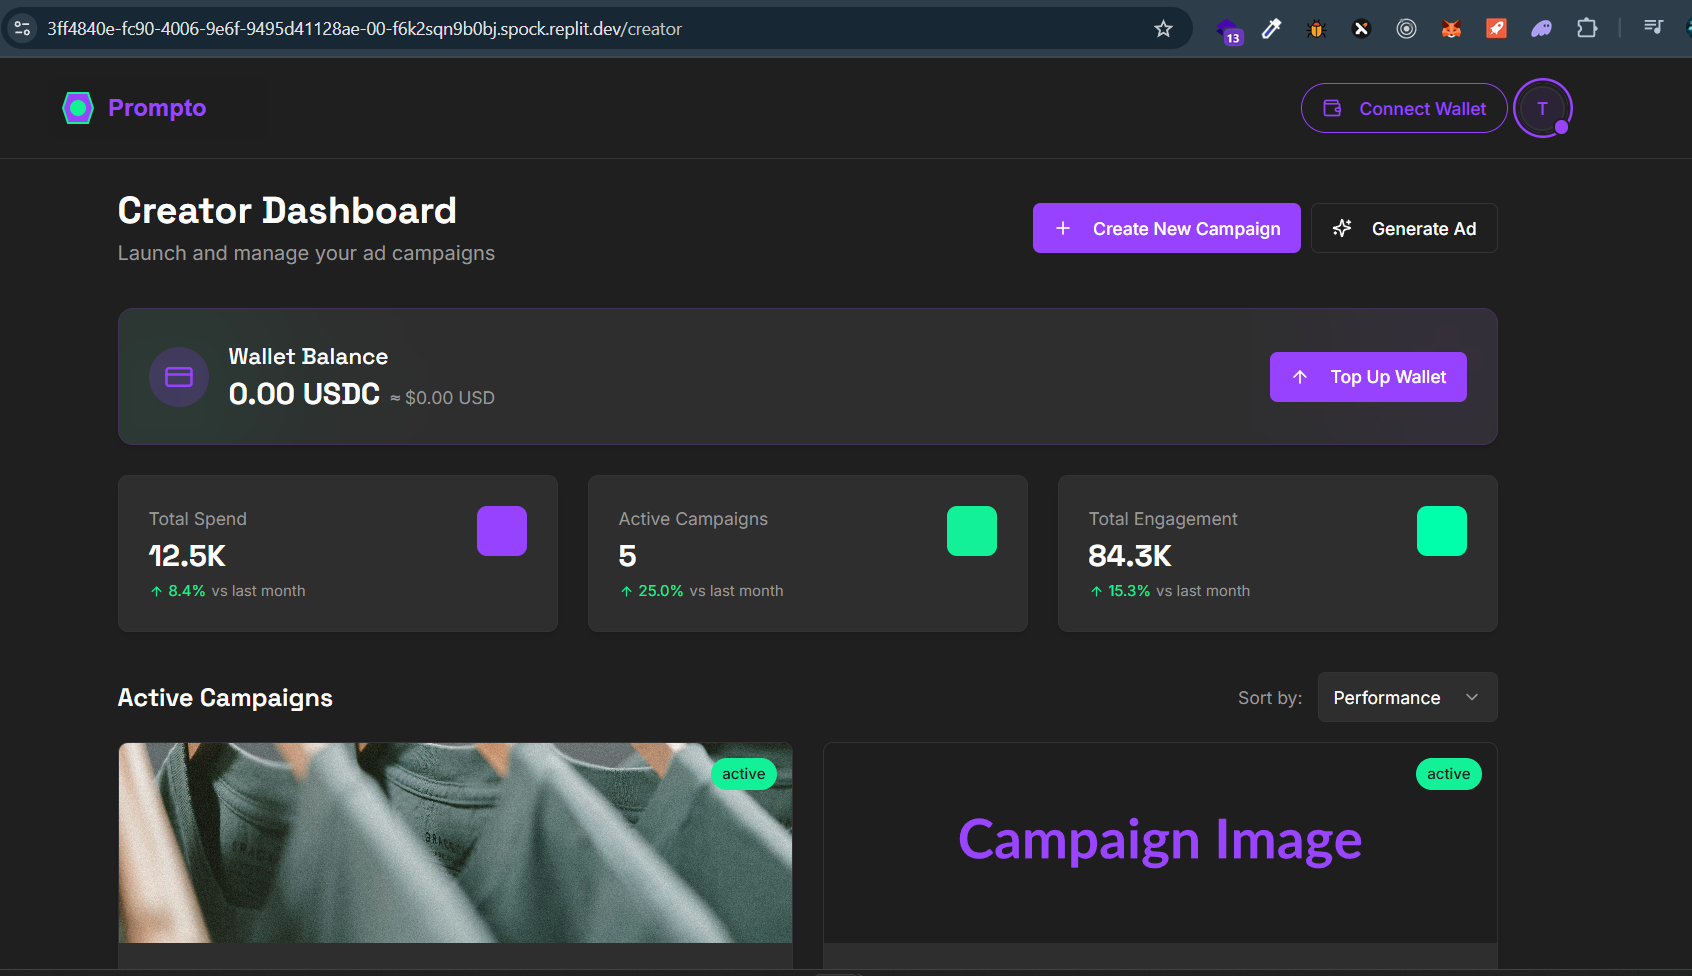 3ff4840e-fc90-4006-9e6f-9495d41128ae-00-f6k2sqn9b0bj.spock.replit.dev/creator
13
Prompto
Connect Wallet
T
Creator Dashboard
Launch and manage your ad campaigns
Create New Campaign
Generate Ad
Wallet Balance
0.00 USDC ≈ $0.00 USD
Top Up Wallet
Total Spend
12.5K
8.4% vs last month
Active Campaigns
5
25.0% vs last month
Total Engagement
84.3K
15.3% vs last month
Active Campaigns
Sort by:
Performance
active
active
Campaign Image